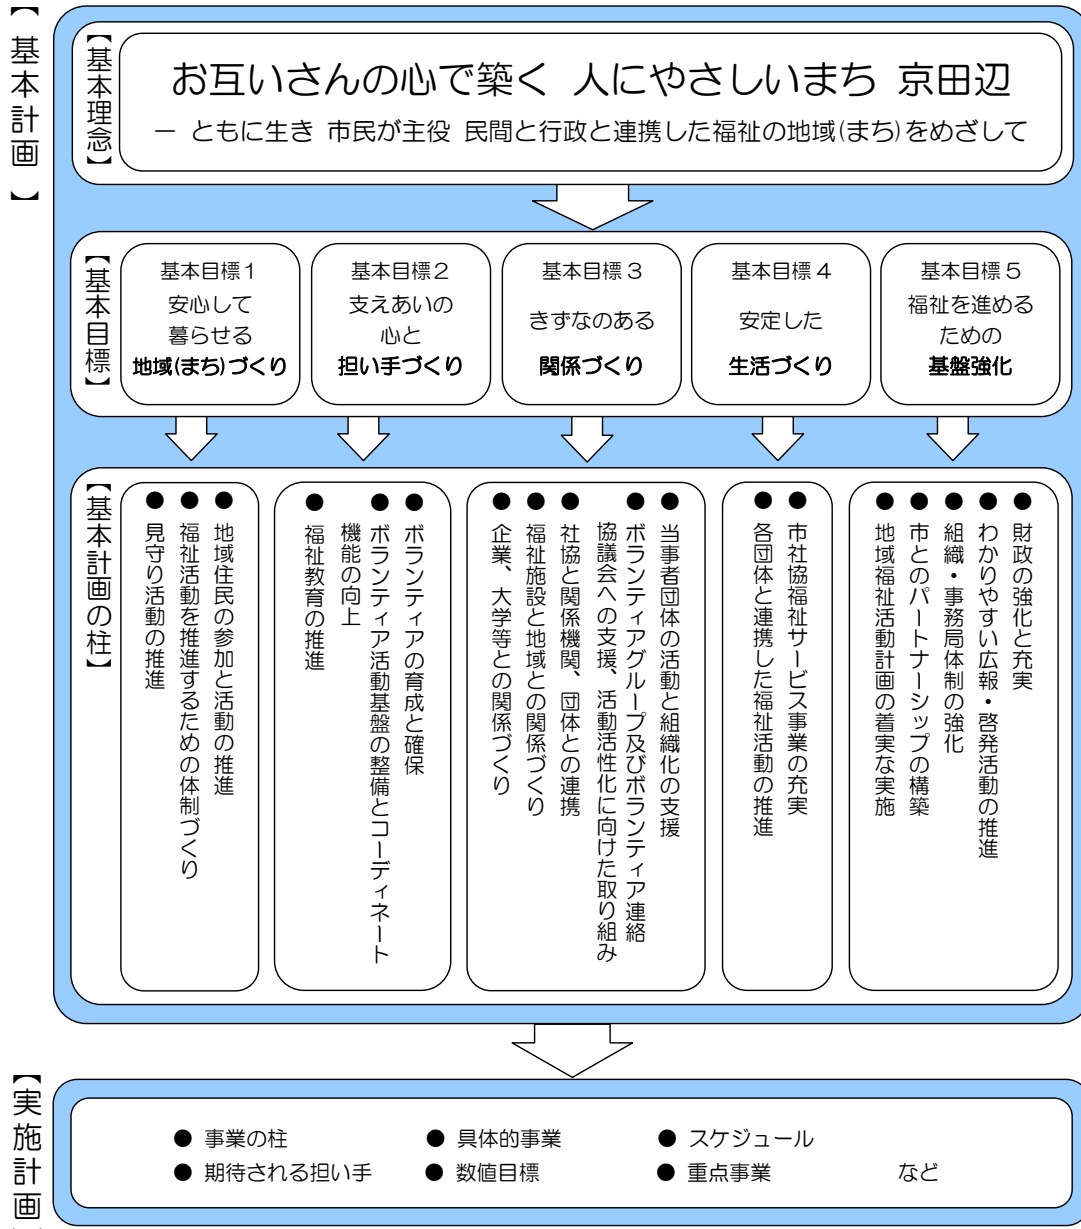 【基本計画】
【基本理念】
お互いさんの心で築く 人にやさしいまち 京田辺
－ ともに生き 市民が主役 民間と行政と連携した福祉の地域(まち)をめざして
【基本目標】
基本目標１
安心して
暮らせる
地域(まち)づくり
基本目標２
支えあいの
心と
担い手づくり
基本目標３
きずなのある
関係づくり
基本目標４
安定した
生活づくり
基本目標５
福祉を進める
ための
基盤強化
【基本計画の柱】
● 地域住民の参加と活動の推進
● 福祉活動を推進するための体制づくり
● 見守り活動の推進
● ボランティアの育成と確保
● ボランティア活動基盤の整備とコーディネート
機能の向上
● 福祉教育の推進
● 当事者団体の活動と組織化の支援
● ボランティアグループ及びボランティア連絡
協議会への支援、活動活性化に向けた取り組み
● 社協と関係機関、団体との連携
● 福祉施設と地域との関係づくり
● 企業、大学等との関係づくり
● 市社協福祉サービス事業の充実
● 各団体と連携した福祉活動の推進
● 財政の強化と充実
● わかりやすい広報・啓発活動の推進
● 組織・事務局体制の強化
● 市とのパートナーシップの構築
● 地域福祉活動計画の着実な実施
【実施計画】
● 事業の柱 ● 具体的事業 ● スケジュール
● 期待される担い手 ● 数値目標 ● 重点事業 など